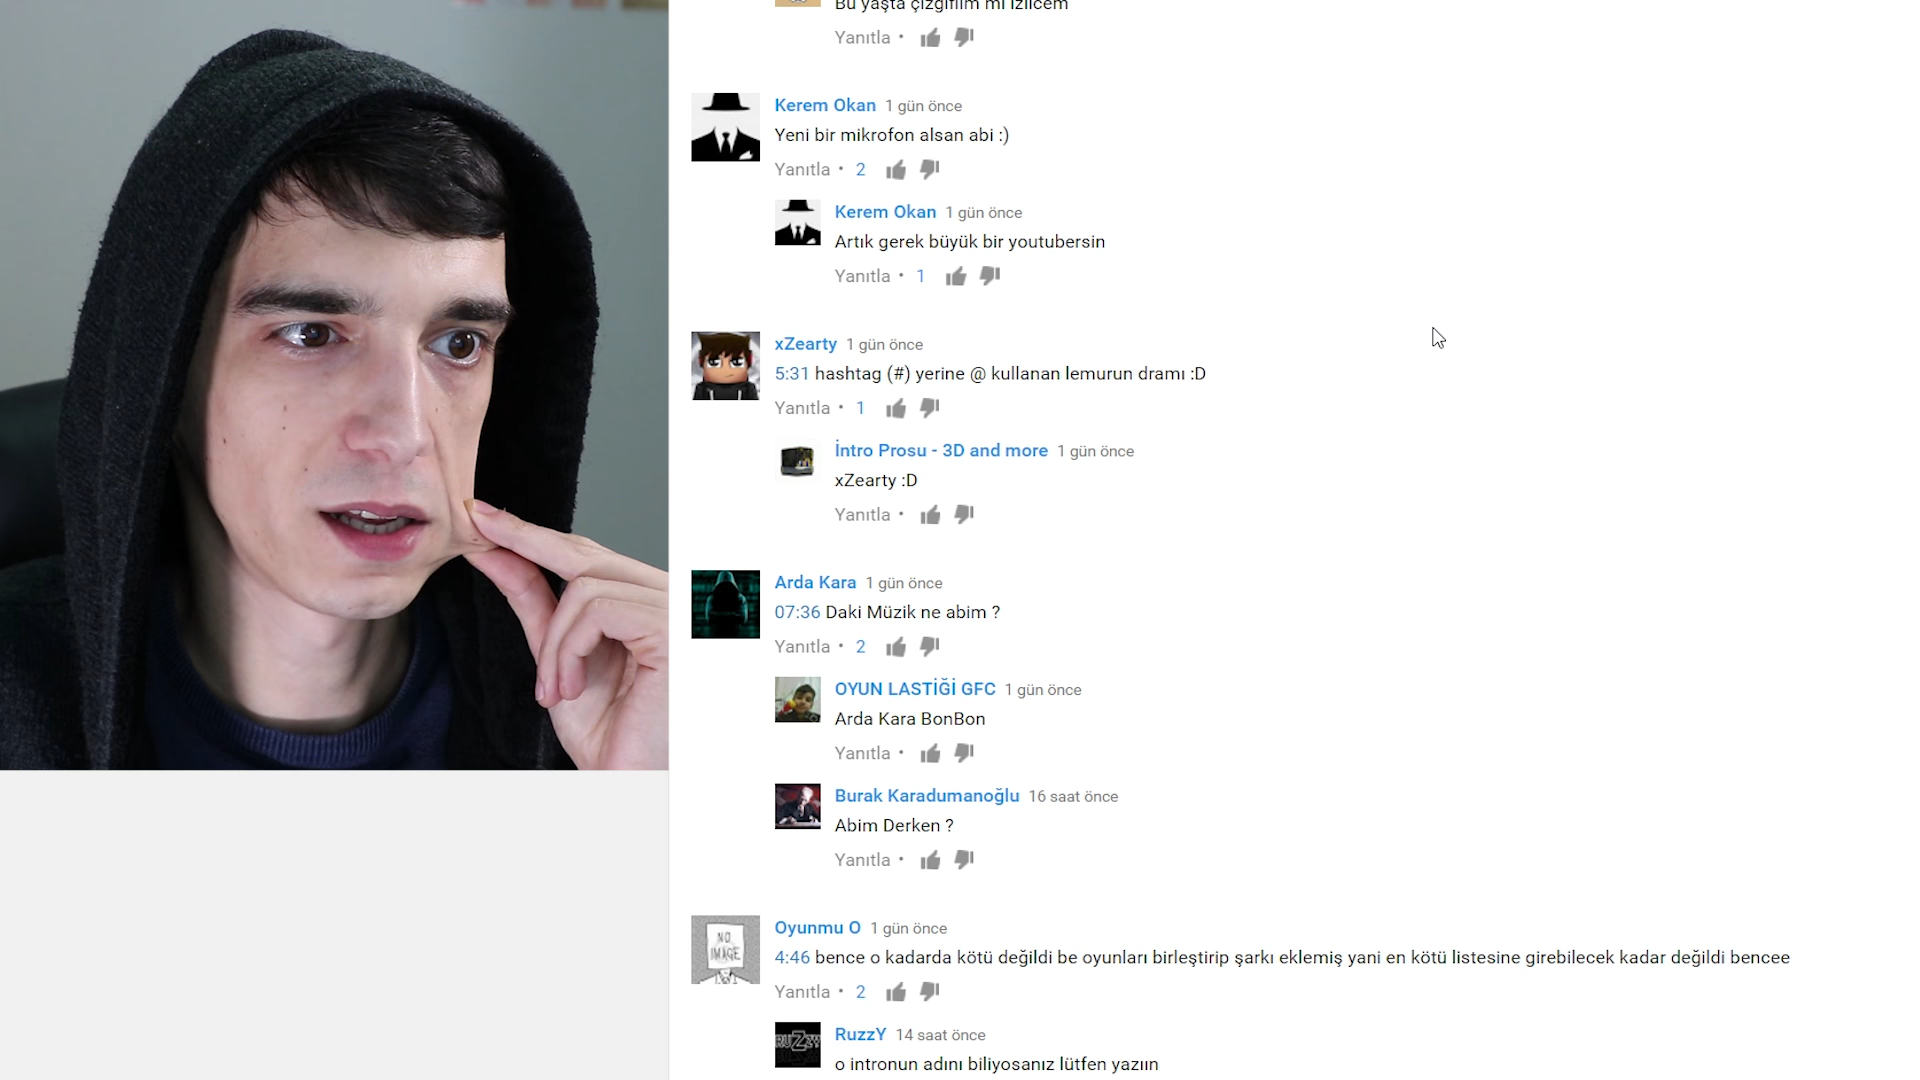 Bu yaşta çizgifilm mi izlicem
Yanıtla •
Kerem Okan 1 gün önce
Yeni bir mikrofon alsan abi :)
Yanıtla • 2
Kerem Okan 1 gün önce
Artık gerek büyük bir youtubersin
Yanıtla • 1
xZearty 1 gün önce
5:31 hashtag (#) yerine @ kullanan lemurun dramı :D
Yanıtla • 1
İntro Prosu - 3D and more 1 gün önce
xZearty :D
Yanıtla •
Arda Kara 1 gün önce
07:36 Daki Müzik ne abim ?
Yanıtla • 2
OYUN LASTİĞİ GFC 1 gün önce
Arda Kara BonBon
Yanıtla •
Burak Karadumanoğlu 16 saat önce
Abim Derken ?
Yanıtla •
Oyunmu O 1 gün önce
NO
IMAGE
4:46 bence o kadarda kötü değildi be oyunları birleştirip şarkı eklemiş yani en kötü listesine girebilecek kadar değildi bencee
Yanıtla • 2
RUZZY
RuzzY 14 saat önce
o intronun adını biliyosanız lütfen yazıın